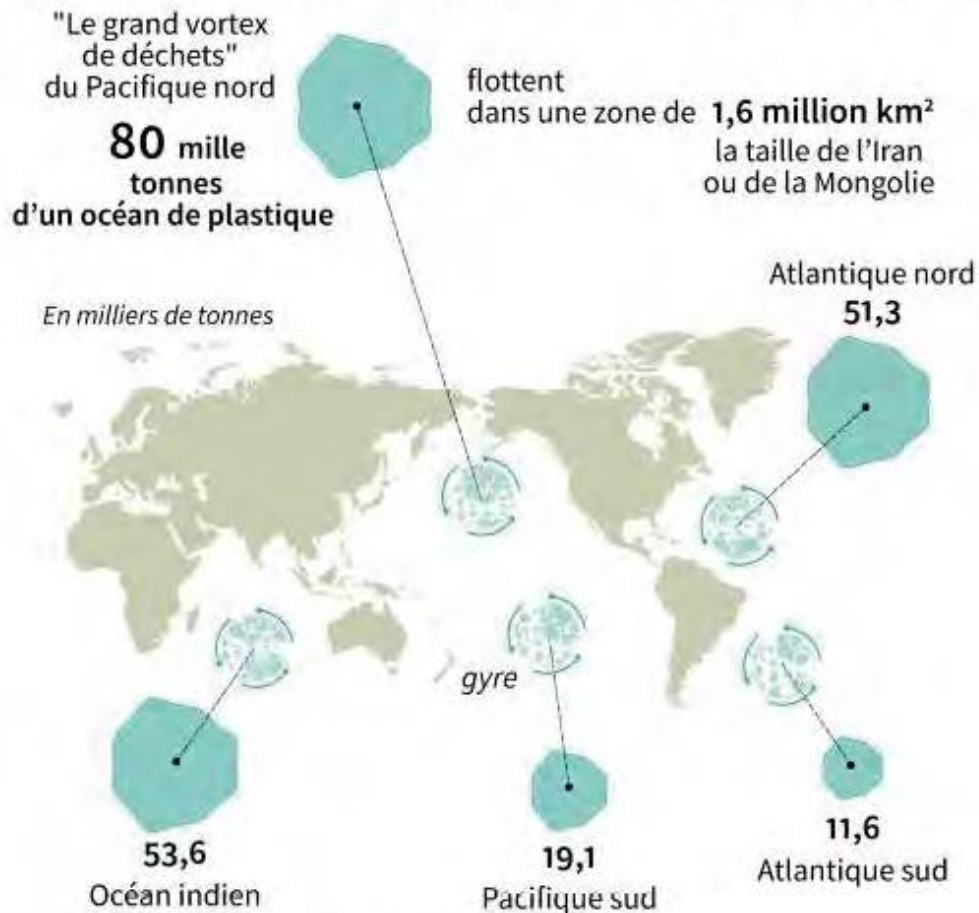 "Le grand vortex
de déchets"
du Pacifique nord
80 mille
tonnes
d'un océan de plastique
flottent
dans une zone de 1,6 million km²
la taille de l'Iran
ou de la Mongolie
En milliers de tonnes
Atlantique nord
51,3
gyre
53,6
Océan indien
19,1
Pacifique sud
11,6
Atlantique sud